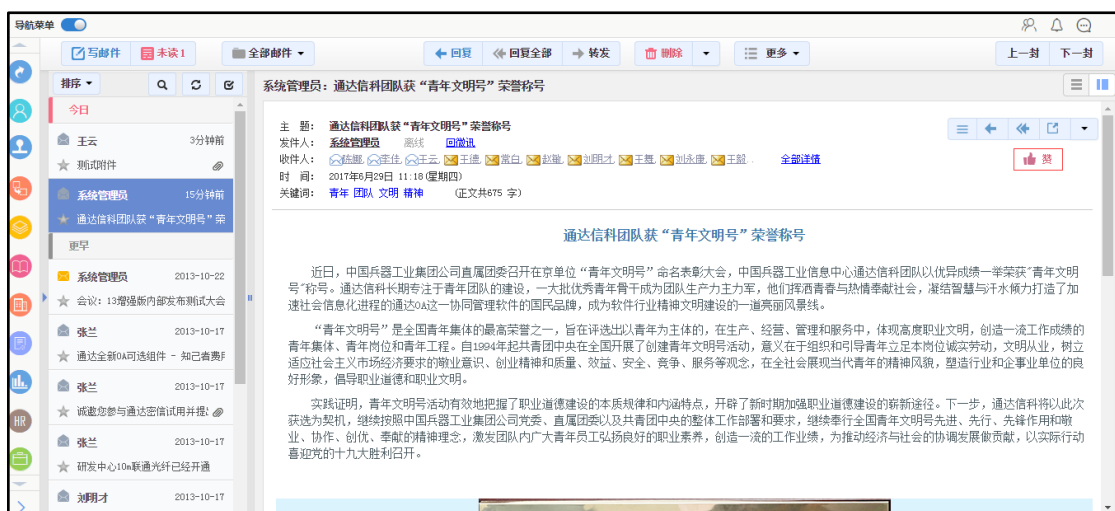 导航菜单
写邮件 未读1 全部邮件 回复 回复全部 转发 删除 更多 上一封 下一封
排序
系统管理员: 通达信科团队获“青年文明号”荣誉称号
今日
王云 3分钟前
测试附件
系统管理员 15分钟前
通达信科团队获“青年文明号”荣
更早
系统管理员 2013-10-22
会议: 13增强版内部发布测试大会
张兰 2013-10-17
通达全新OA可选组件 - 知己者费用
张兰 2013-10-17
诚邀您参与通达密信试用并提
张兰 2013-10-17
研发中心10m联通光纤已经开通
刘明才 2013-10-17
HR
主 题: 通达信科团队获“青年文明号”荣誉称号
发件人: 系统管理员 离线 回微讯
收件人: 陈卿, 李佳, 王云, 王德, 常白, 赵敏, 刘明才, 王甫, 刘永康, 王毅.. 全部详情
时 间: 2017年6月29日 11:18(星期四)
关键词: 青年 团队 文明 精神 (正文共675 字)
赞
通达信科团队获“青年文明号”荣誉称号
近日,中国兵器工业集团公司直属团委召开在京单位“青年文明号”命名表彰大会,中国兵器工业信息中心通达信科团队以优异成绩一举荣获“青年文明
号”称号。通达信科长期专注于青年团队的建设,一大批优秀青年骨干成为团队生产力主力军,他们挥洒青春与热情奉献社会,凝结智慧与汗水倾力打造了加
速社会信息化进程的通达OA这一协同管理软件的国民品牌,成为软件行业精神文明建设的一道亮丽风景线。
“青年文明号”是全国青年集体的最高荣誉之一,旨在评选出以青年为主体的,在生产、经营、管理和服务中,体现高度职业文明,创造一流工作成绩的
青年集体、青年岗位和青年工程。自1994年起共青团中央在全国开展了创建青年文明号活动,意义在于组织和引导青年立足本岗位诚实劳动,文明从业,树立
适应社会主义市场经济要求的敬业意识、创业精神和质量、效益、安全、竞争、服务等观念,在全社会展现当代青年的精神风貌,塑造行业和企事业单位的良
好形象,倡导职业道德和职业文明。
实践证明,青年文明号活动有效地把握了职业道德建设的本质规律和内涵特点,开辟了新时期加强职业道德建设的崭新途径。下一步,通达信科将以此次
获选为契机,继续按照中国兵器工业集团公司党委、直属团委以及共青团中央的整体工作部署和要求,继续奉行全国青年文明号先进、先行、先锋作用和敬
业、协作、创优、奉献的精神理念,激发团队内广大青年员工弘扬良好的职业素养,创造一流的工作业绩,为推动经济与社会的协调发展做贡献,以实际行动
喜迎党的十九大胜利召开。